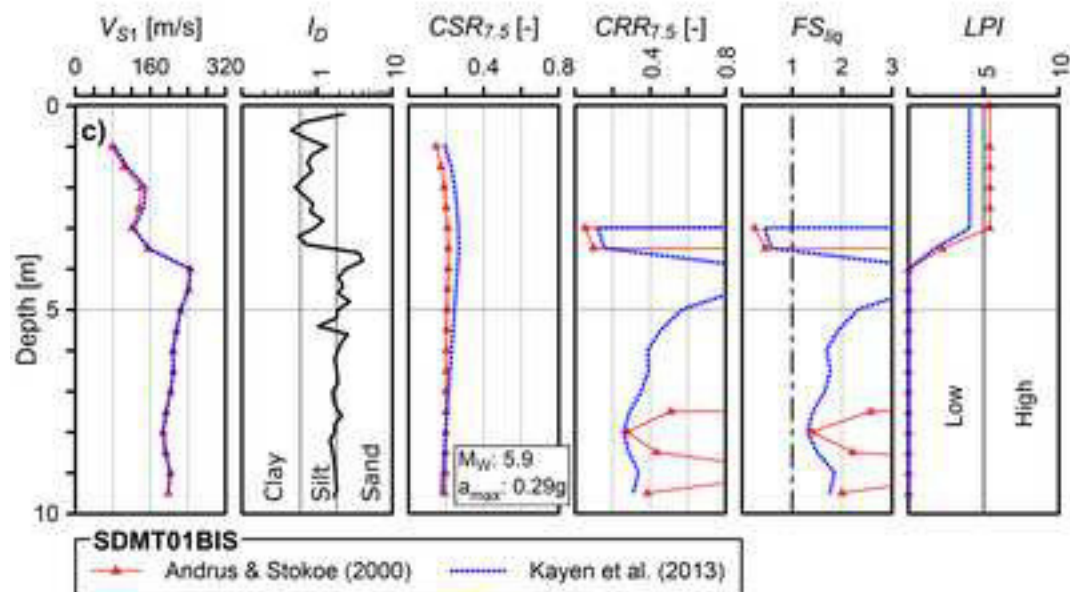 V_S1 [m/s] I_D CSR_7.5 [-] CRR_7.5 [-] FS_liq LPI
0 160 320 1 10 0.4 0.8 0.4 0.8 1 2 3 5 10
c)
0
5
10
Depth [m]
Clay Silt Sand
M_W: 5.9
a_max: 0.29g
Low High
SDMT01BIS
Andrus & Stokoe (2000) Kayen et al. (2013)